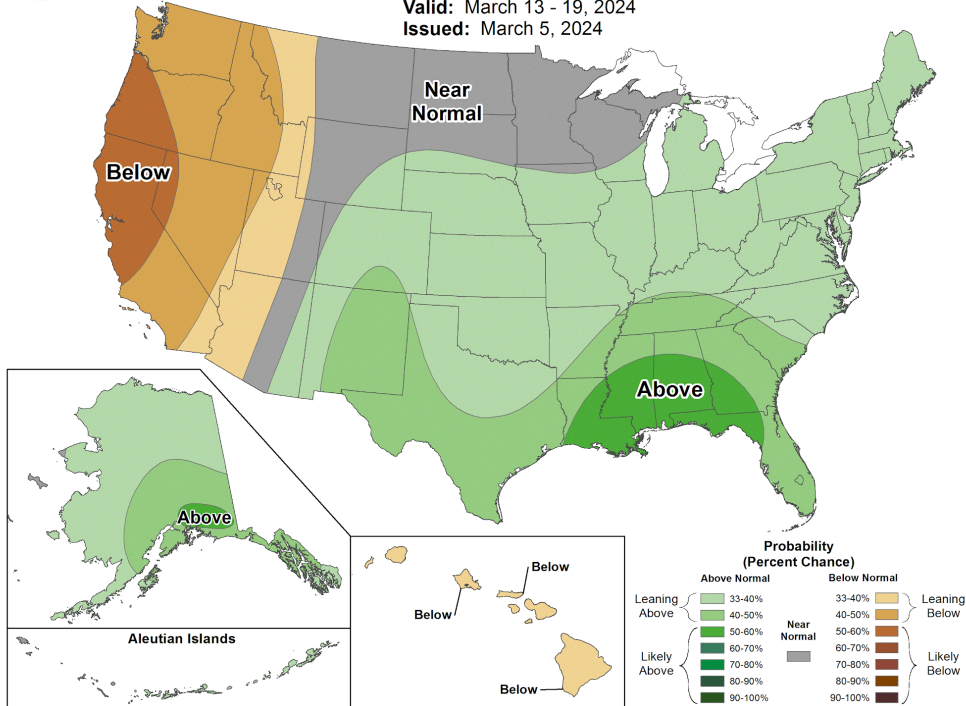 Valid: March 13 - 19, 2024
Issued: March 5, 2024
Near
Normal
Below
Above
Above
Below
Below
Below
Aleutian Islands
Probability
(Percent Chance)
Above Normal
Below Normal
Leaning
Above
33-40%
40-50%
50-60%
60-70%
70-80%
80-90%
90-100%
Likely
Above
Near
Normal
33-40%
40-50%
50-60%
60-70%
70-80%
80-90%
90-100%
Leaning
Below
Likely
Below